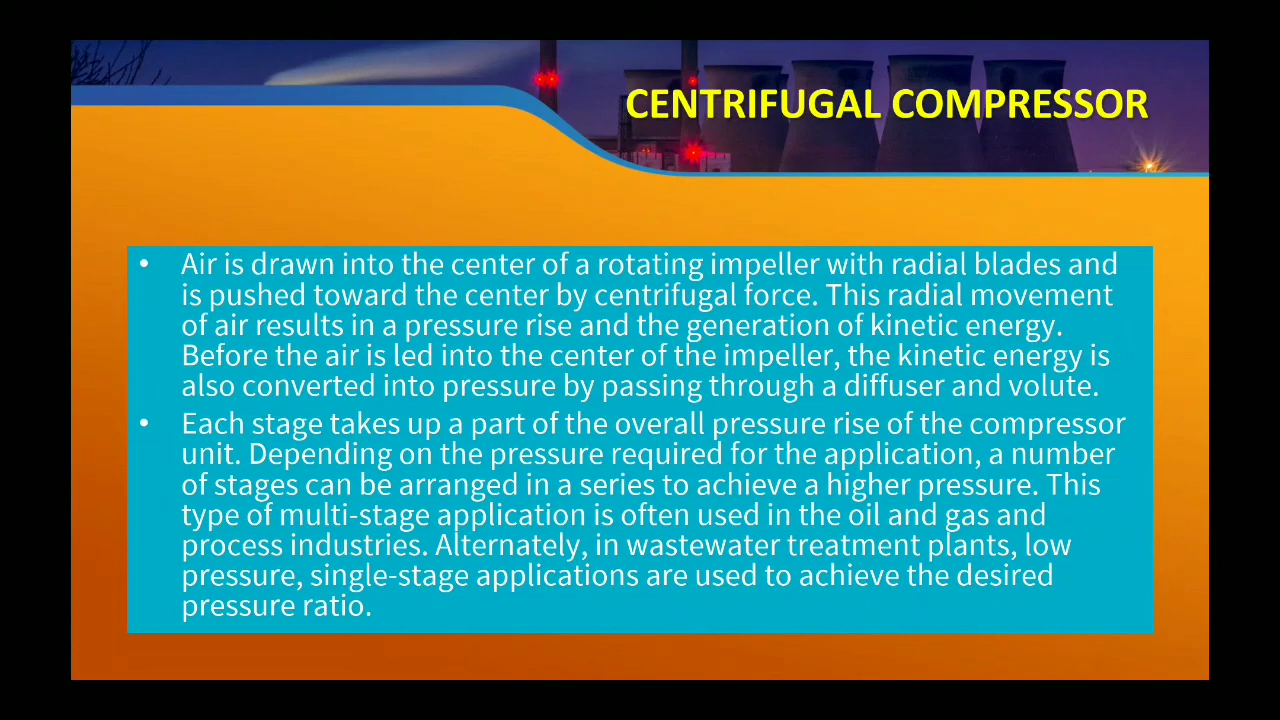 CENTRIFUGAL COMPRESSOR
• Air is drawn into the center of a rotating impeller with radial blades and
is pushed toward the center by centrifugal force. This radial movement
of air results in a pressure rise and the generation of kinetic energy.
Before the air is led into the center of the impeller, the kinetic energy is
also converted into pressure by passing through a diffuser and volute.
• Each stage takes up a part of the overall pressure rise of the compressor
unit. Depending on the pressure required for the application, a number
of stages can be arranged in a series to achieve a higher pressure. This
type of multi-stage application is often used in the oil and gas and
process industries. Alternately, in wastewater treatment plants, low
pressure, single-stage applications are used to achieve the desired
pressure ratio.